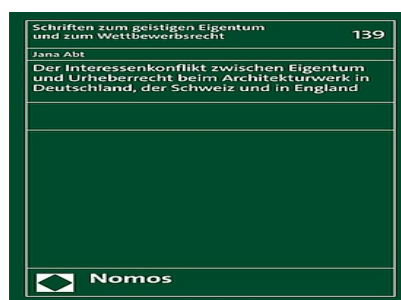 Schriften zum geistigen Eigentum
und zum Wettbewerbsrecht
139
Jana Abt
Der Interessenkonflikt zwischen Eigentum
und Urheberrecht beim Architekturwerk in
Deutschland, der Schweiz und in England
Nomos